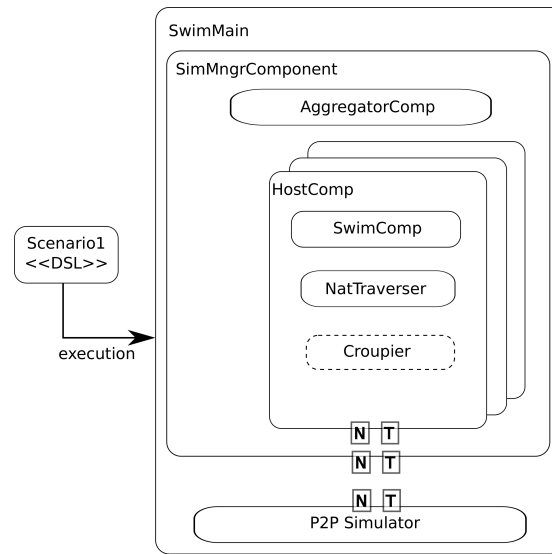 SwimMain
SimMngrComponent
AggregatorComp
HostComp
SwimComp
Scenario1
<<DSL>>
NatTraverser
execution
Croupier
N T
N T
N T
P2P Simulator